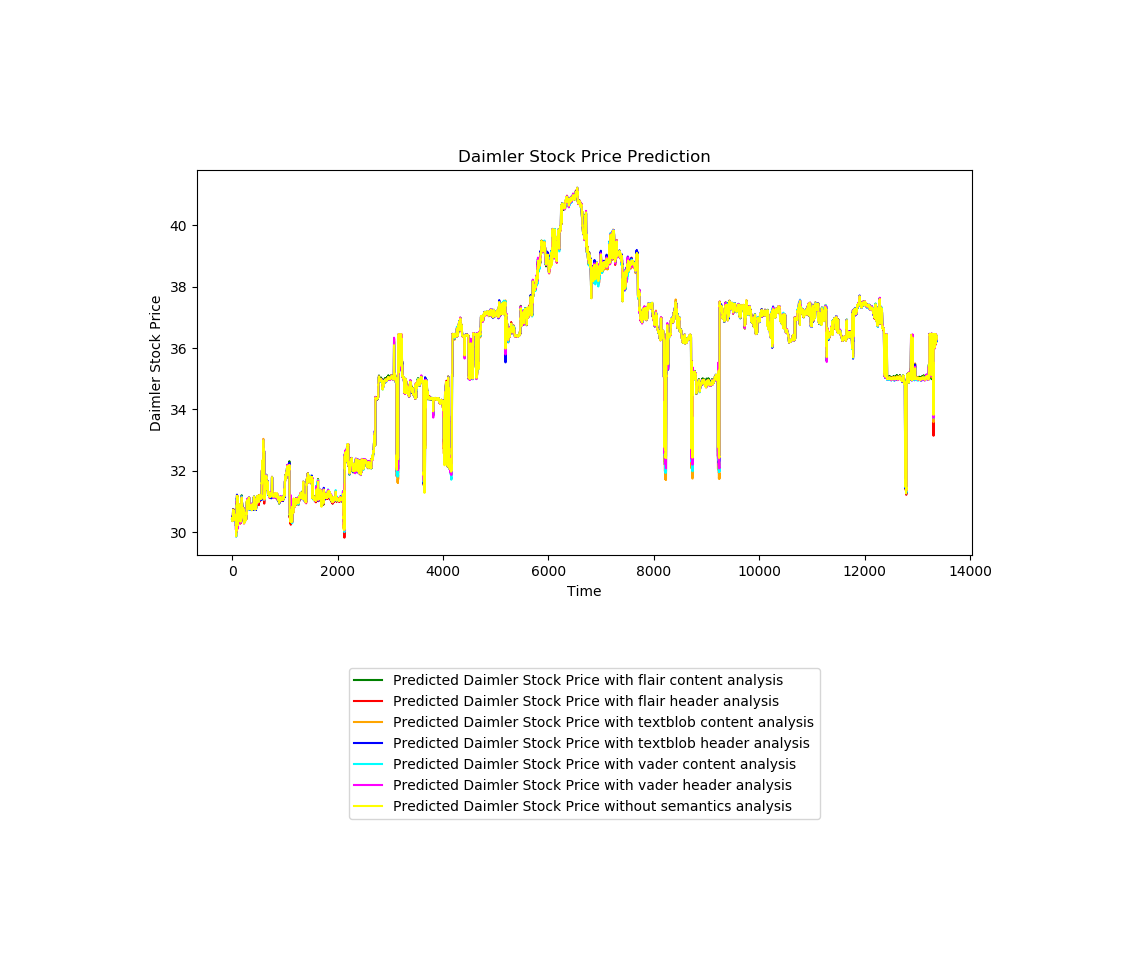 Daimler Stock Price Prediction
Daimler Stock Price
40
38
36
34
32
30
0 2000 4000 6000 8000 10000 12000 14000
Time
Predicted Daimler Stock Price with flair content analysis
Predicted Daimler Stock Price with flair header analysis
Predicted Daimler Stock Price with textblob content analysis
Predicted Daimler Stock Price with textblob header analysis
Predicted Daimler Stock Price with vader content analysis
Predicted Daimler Stock Price with vader header analysis
Predicted Daimler Stock Price without semantics analysis